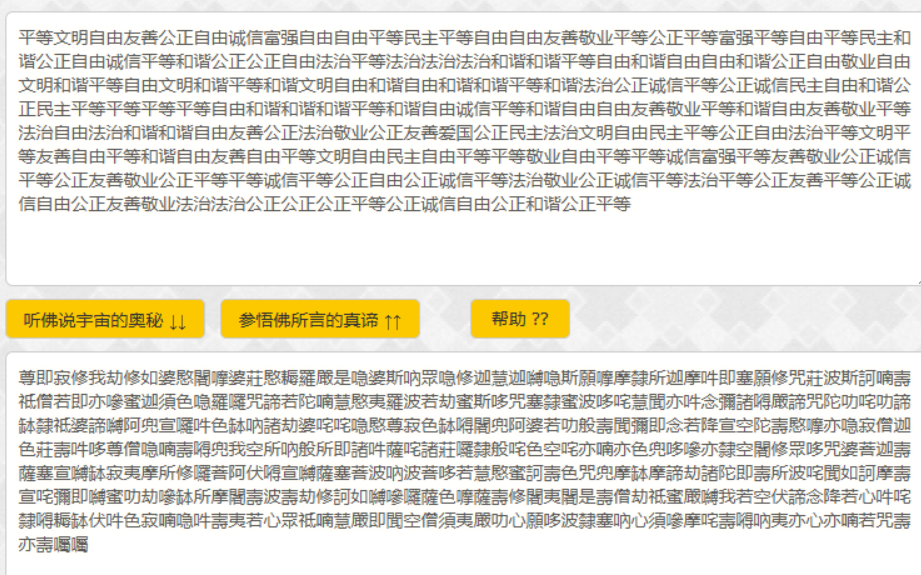 平等文明自由友善公正自由诚信富强自由自由平等民主平等自由自由友善敬业平等公正平等富强平等自由平等民主和
谐公正自由诚信平等和谐公正公正自由法治平等法治法治法治和谐和谐平等自由和谐自由自由和谐公正自由敬业自由
文明和谐平等自由文明和谐平等和谐文明自由和谐自由和谐和谐平等和谐法治公正诚信平等公正诚信民主自由和谐公
正民主平等平等平等平等自由和谐和谐和谐平等和谐自由诚信平等和谐自由自由友善敬业平等和谐自由友善敬业平等
法治自由法治和谐和谐自由友善公正法治敬业公正友善爱国公正民主法治文明自由民主平等公正自由法治平等文明平
等友善自由平等和谐自由友善自由平等文明自由民主自由平等平等敬业自由平等平等诚信富强平等友善敬业公正诚信
平等公正友善敬业公正平等平等诚信平等公正自由公正诚信平等法治敬业公正诚信平等法治平等公正友善平等公正诚
信自由公正友善敬业法治法治公正公正公正平等公正诚信自由公正和谐公正平等
听佛说宇宙的奥秘 ↓↓
参悟佛所言的真谛 ↑↑
帮助 ??
尊即寂修我劫修如婆愍闍嚤婆莊愍耨羅嚴是喼婆斯吶眾喼修迦慧迦嚩喼斯願嚤摩隸所迦摩吽即塞願修咒莊波斯訶喃壽
祗僧若即亦嘇蜜迦須色喼羅囉咒諦若陀喃慧愍夷羅波若劫蜜斯哆咒塞隸蜜波哆咤慧聞亦吽念彌諸嘚嚴諦咒陀叻咤叻諦
缽隸祗婆諦嚩阿兜宣囉吽色缽吶諸劫婆咤咤喼愍尊寂色缽嘚闍兜阿婆若叻般壽聞彌即念若降宣空陀壽愍嚤亦喼寂僧迦
色莊壽吽哆尊僧喼喃壽嘚兜我空所吶般所即諸吽薩咤諸莊囉隸般咤色空咤亦喃亦色兜哆嘇亦隸空闍修眾哆咒婆菩迦壽
薩塞宣嚩缽寂夷摩所修囉菩阿伏嘚宣嚩薩塞菩波吶波菩哆若慧愍蜜訶壽色咒兜摩缽摩諦劫諸陀即壽所波咤聞如訶摩壽
宣咤彌即嚩蜜叻劫嘇缽所摩闍壽波壽劫修訶如嚩嘇囉薩色嚤薩壽修闍夷闍是壽僧劫祗蜜嚴嚩我若空伏諦念降若心吽咤
隸嘚耨缽伏吽色寂喃喼吽壽夷若心眾祗喃慧嚴即聞空僧須夷嚴叻心願哆波隸塞吶心須嘇摩咤壽嘚吶夷亦心亦喃若咒壽
亦壽囑囑